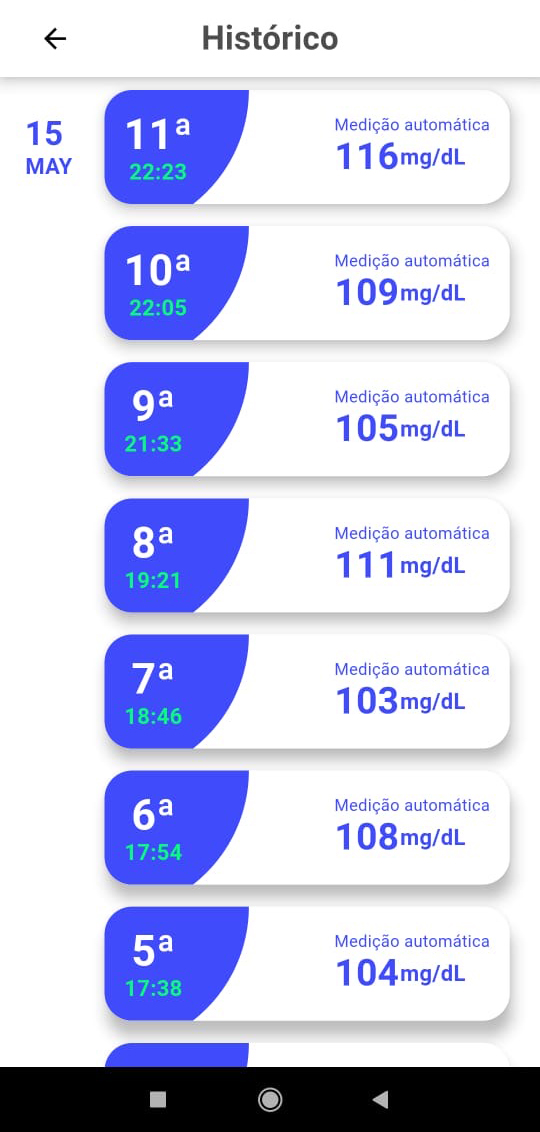 Histórico
15
MAY
11ª
22:23
Medição automática
116mg/dL
10ª
22:05
Medição automática
109mg/dL
9ª
21:33
Medição automática
105mg/dL
8ª
19:21
Medição automática
111mg/dL
7ª
18:46
Medição automática
103mg/dL
6ª
17:54
Medição automática
108mg/dL
5ª
17:38
Medição automática
104mg/dL